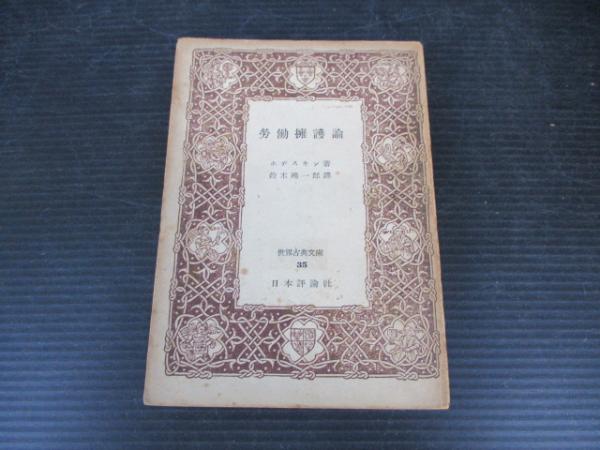 勞働擁護論
ホヂスキン著
鈴木鴻一郎譯
世界古典文庫
35
日本評論社